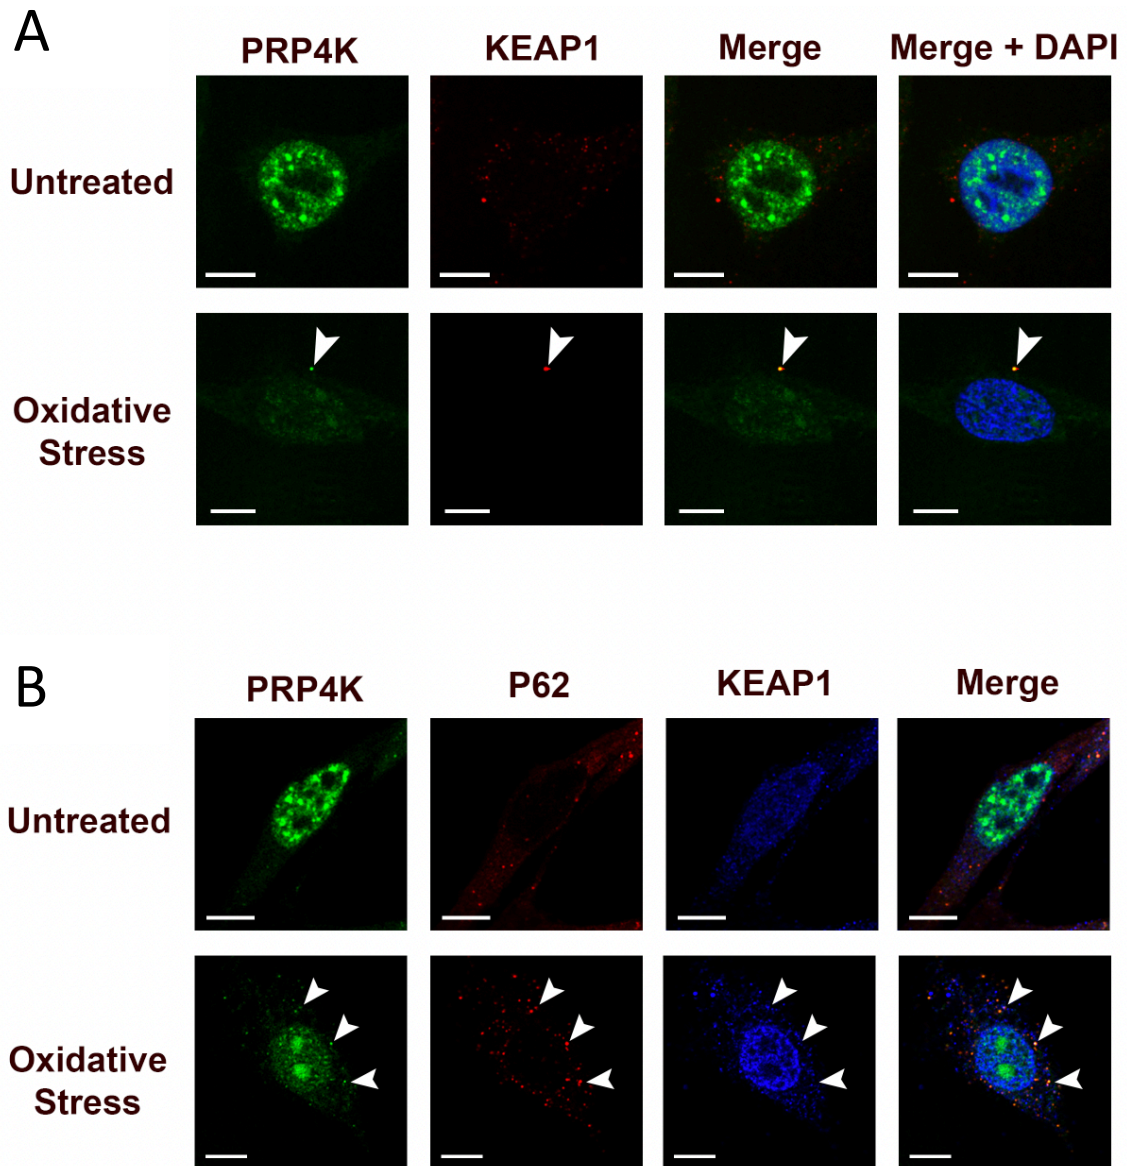 A
PRP4K KEAP1 Merge Merge + DAPI
Untreated
Oxidative
Stress
B
PRP4K P62 KEAP1 Merge
Untreated
Oxidative
Stress